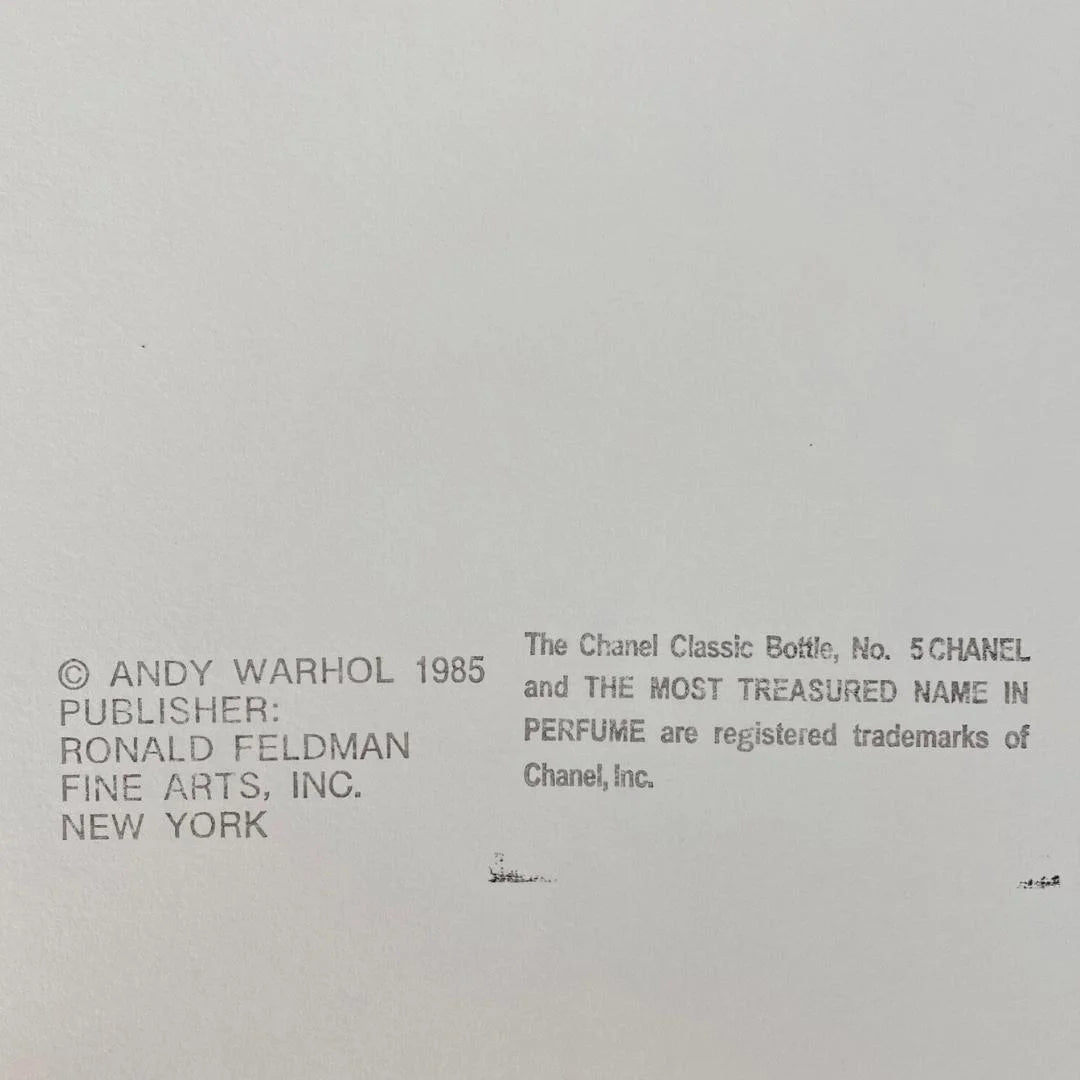 © ANDY WARHOL 1985
PUBLISHER:
RONALD FELDMAN
FINE ARTS, INC.
NEW YORK
The Chanel Classic Bottle, No. 5 CHANEL
and THE MOST TREASURED NAME IN
PERFUME are registered trademarks of
Chanel, Inc.